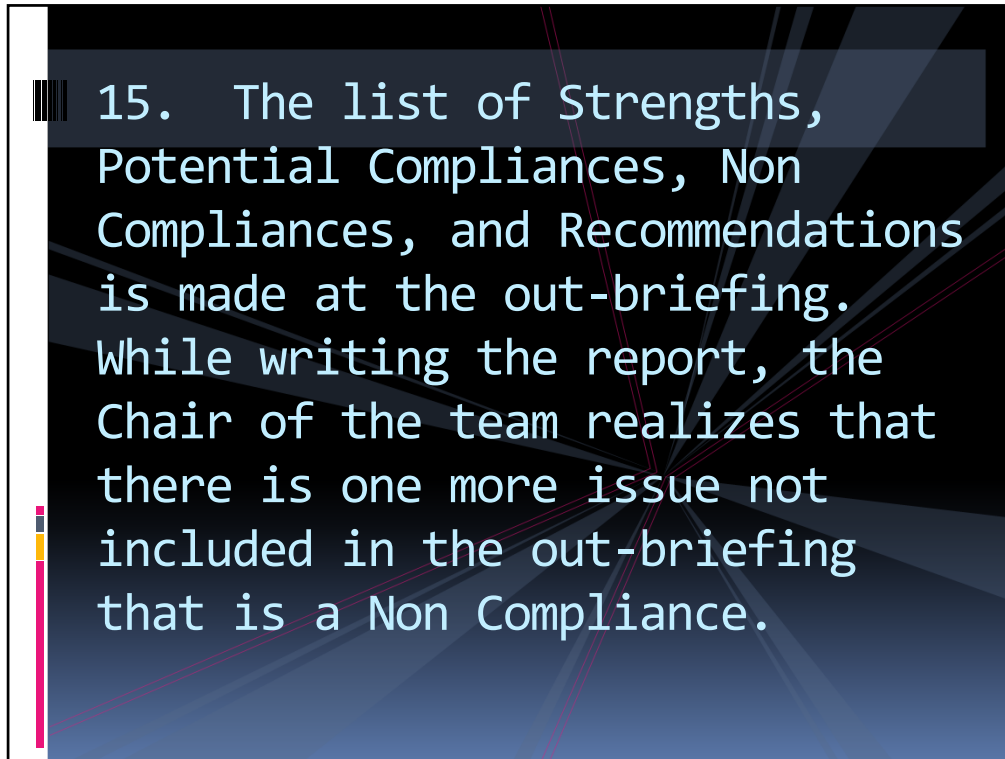 15.  The list of Strengths,
Potential Compliances, Non
Compliances, and Recommendations
is made at the out-briefing.
While writing the report, the
Chair of the team realizes that
there is one more issue not
included in the out-briefing
that is a Non Compliance.